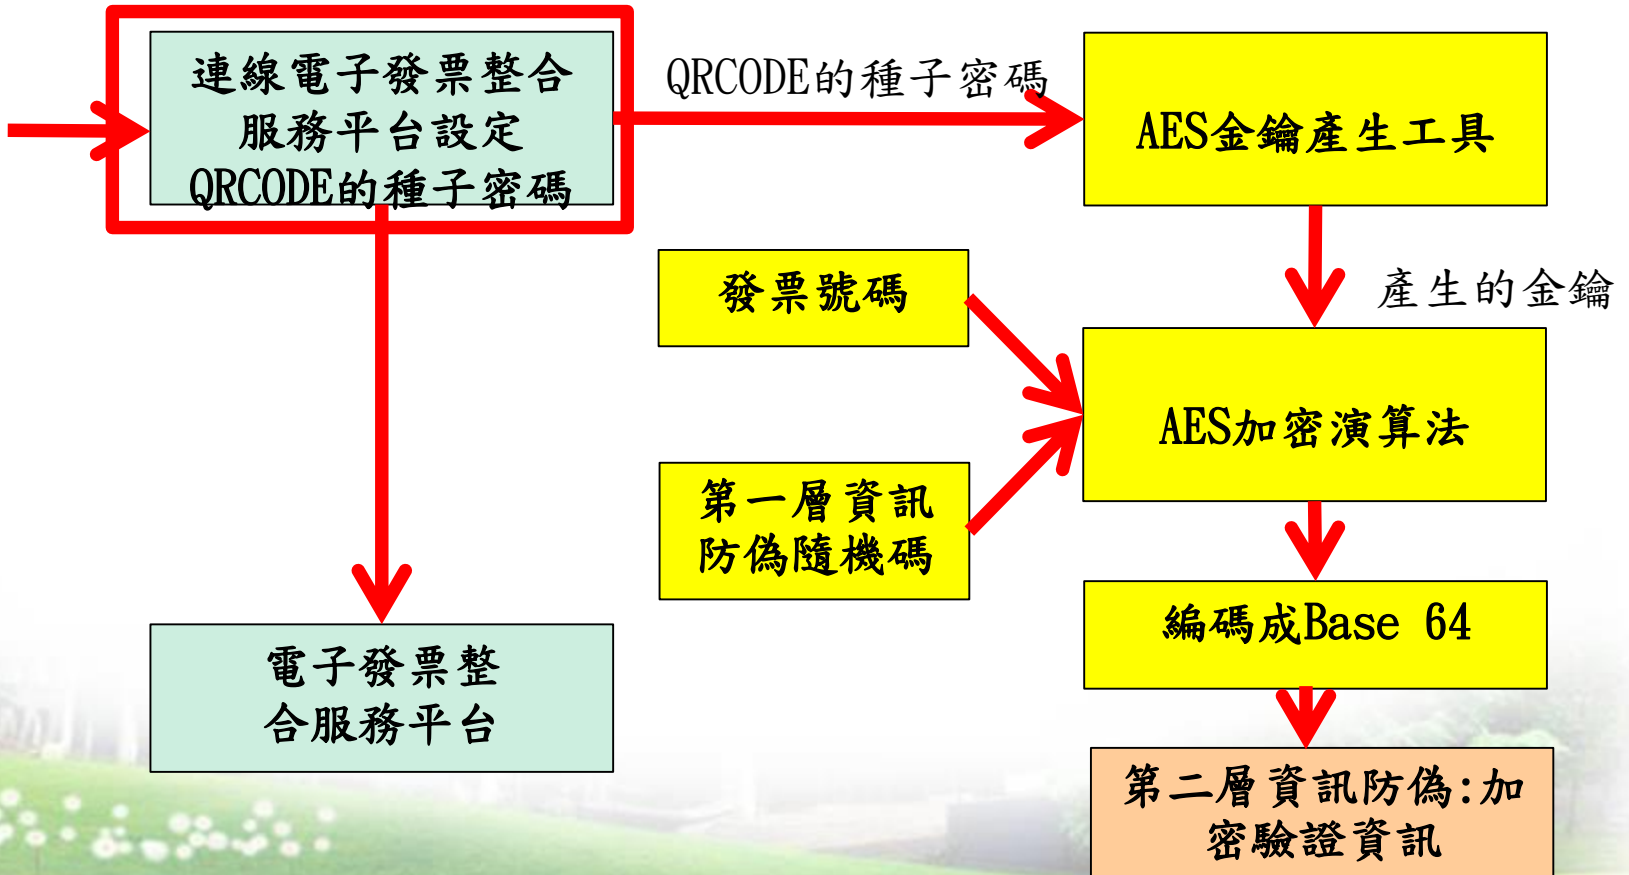 連線電子發票整合
服務平台設定
QRCODE的種子密碼
QRCODE的種子密碼
AES金鑰產生工具
發票號碼
產生的金鑰
AES加密演算法
第一層資訊
防偽隨機碼
編碼成Base 64
電子發票整
合服務平台
第二層資訊防偽:加
密驗證資訊